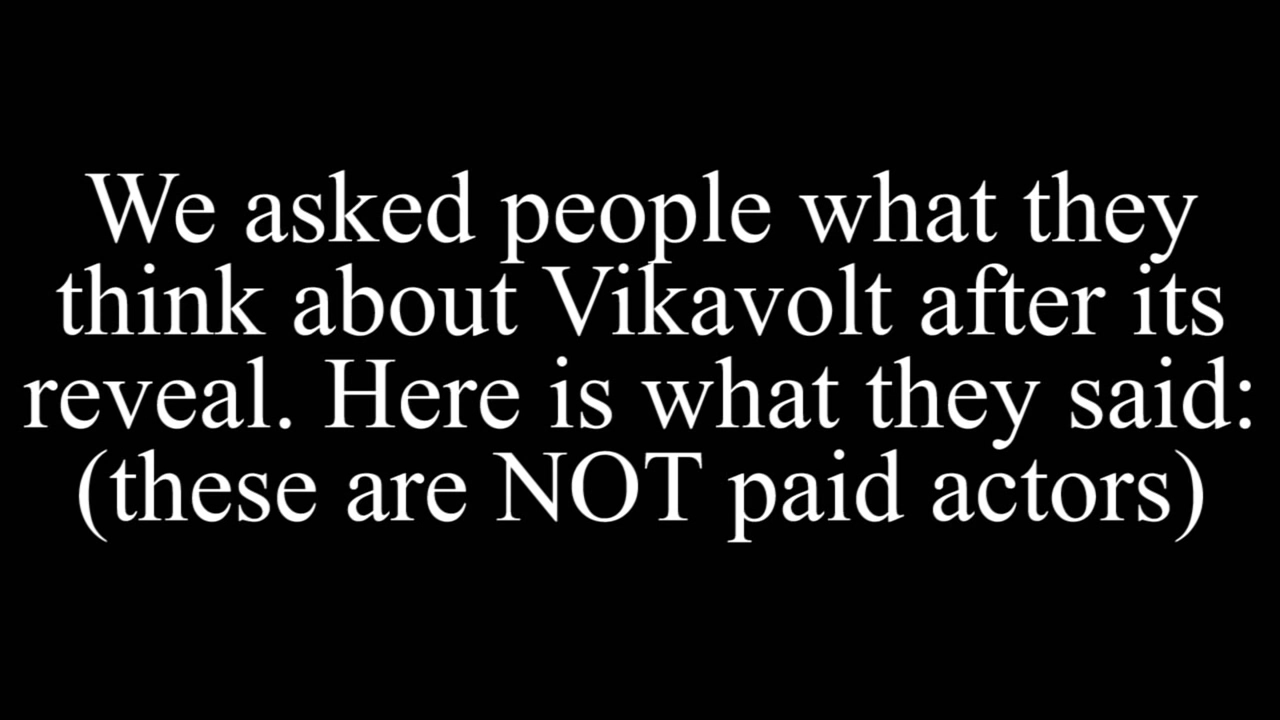 We asked people what they
think about Vikavolt after its
reveal. Here is what they said:
(these are NOT paid actors)